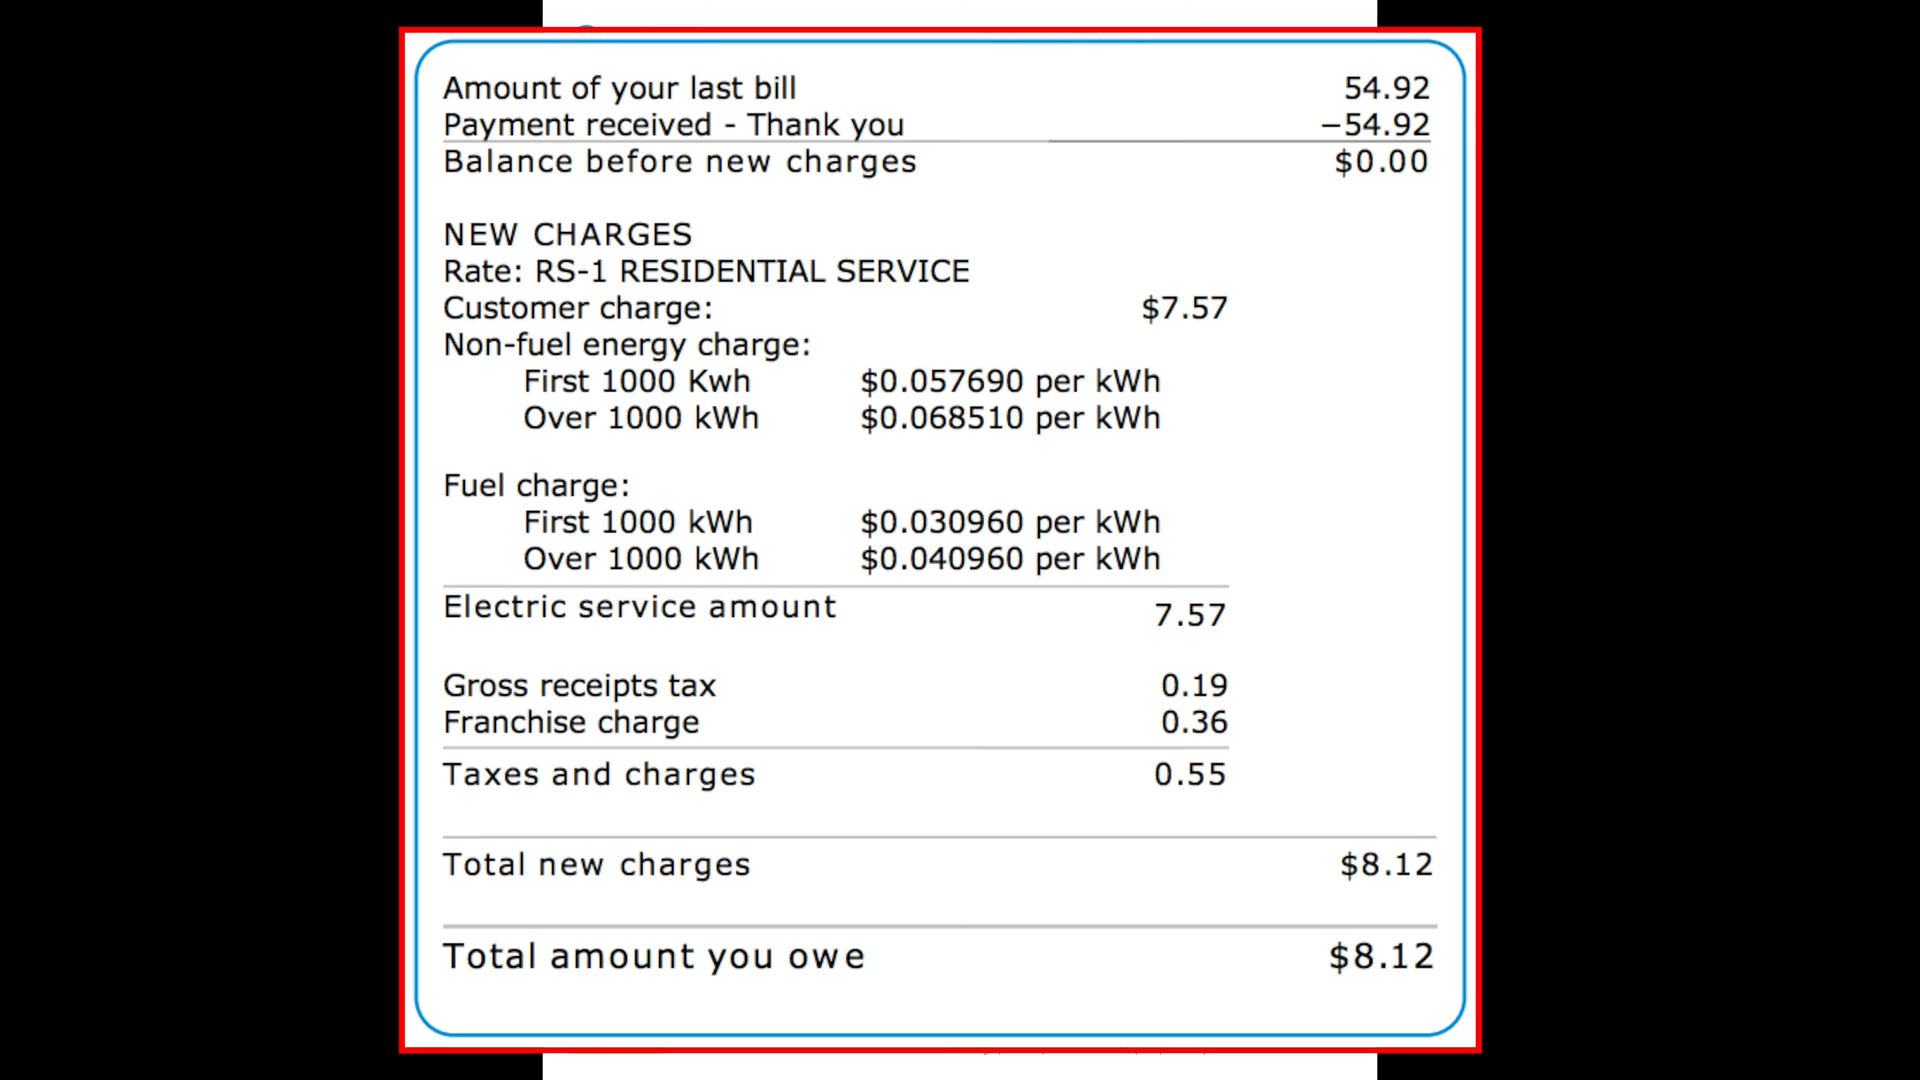 Amount of your last bill 54.92
Payment received - Thank you −54.92
Balance before new charges $0.00
NEW CHARGES
Rate: RS-1 RESIDENTIAL SERVICE
Customer charge: $7.57
Non-fuel energy charge:
First 1000 Kwh $0.057690 per kWh
Over 1000 kWh $0.068510 per kWh
Fuel charge:
First 1000 kWh $0.030960 per kWh
Over 1000 kWh $0.040960 per kWh
Electric service amount 7.57
Gross receipts tax 0.19
Franchise charge 0.36
Taxes and charges 0.55
Total new charges $8.12
Total amount you owe $8.12